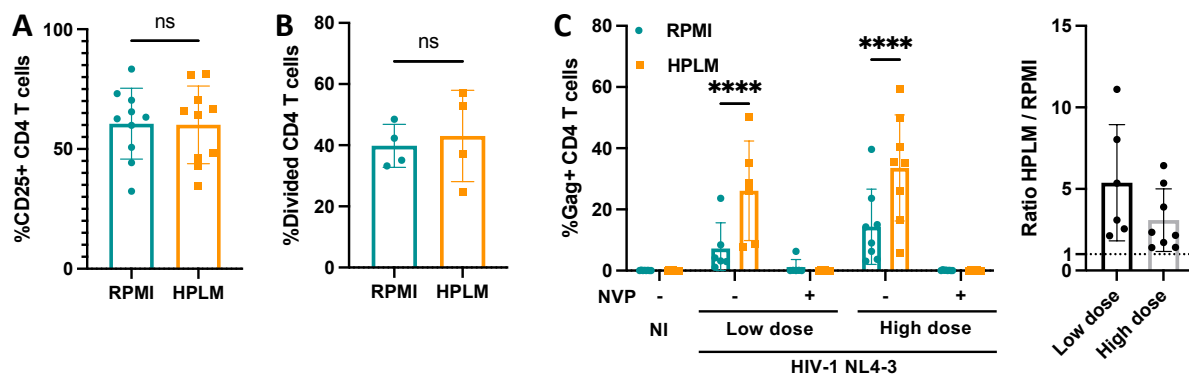 A
ns
%CD25+ CD4 T cells
100
50
0
RPMI HPLM
B
ns
%Divided CD4 T cells
80
60
40
20
0
RPMI HPLM
C
RPMI
HPLM
%Gag+ CD4 T cells
80
60
40
20
0
****
****
NVP - - + - +
NI Low dose High dose
HIV-1 NL4-3
Ratio HPLM / RPMI
15
10
5
1
0
Low dose
High dose